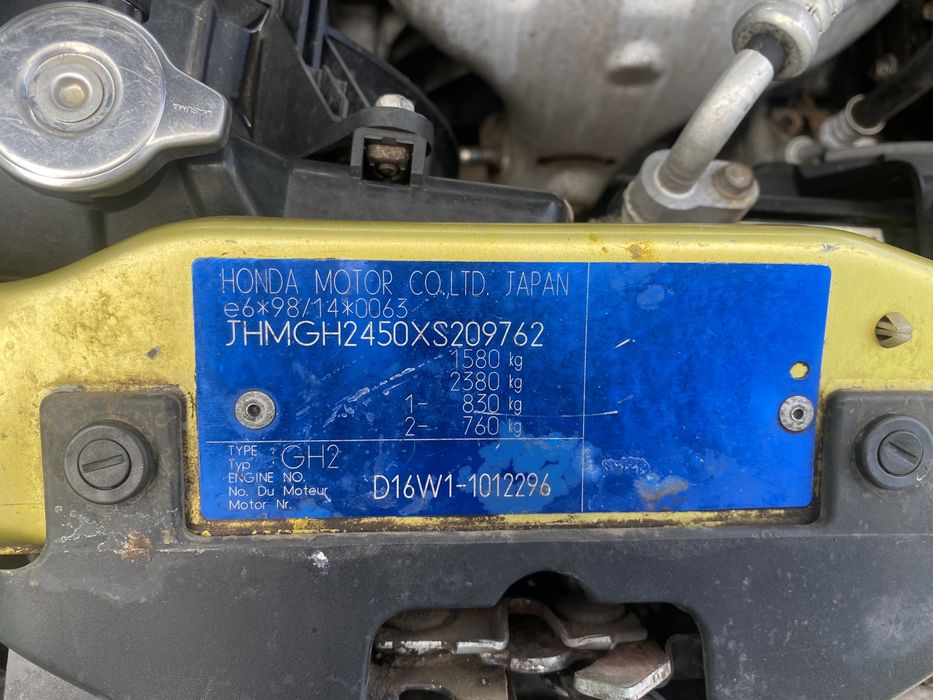 HONDA MOTOR CO.,LTD. JAPAN
e6*98/14*0063
JHMGH2450XS209762
1580 kg
2380 kg
1- 830 kg
2- 760 kg
TYPE
Typ GH2
ENGINE NO.
No. Du Moteur D16W1-1012296
Motor Nr.